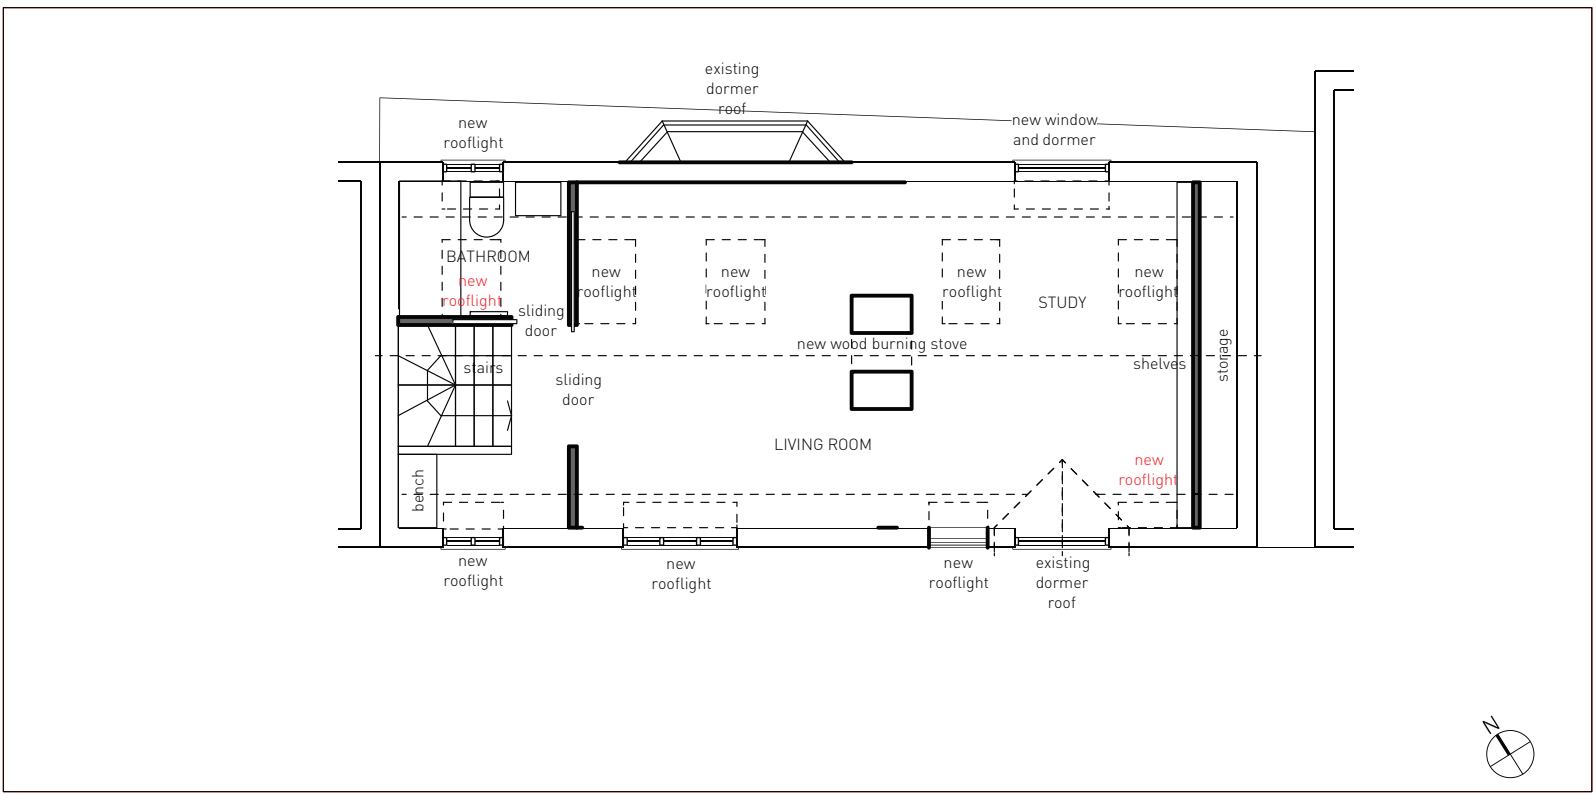 existing
dormer
roof
new
rooflight
new window
and dormer
BATHROOM
new
rooflight
sliding
door
new
rooflight
new
rooflight
new
rooflight
STUDY
new
rooflight
new wood burning stove
stairs
sliding
door
shelves
storage
LIVING ROOM
new
rooflight
bench
new
rooflight
new
rooflight
new
rooflight
existing
dormer
roof
N